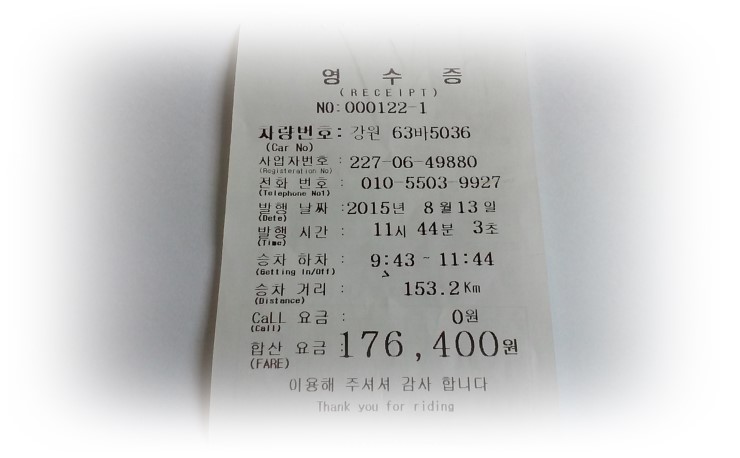 영 수 증
(RECEIPT)
NO:000122-1
차량번호: 강원 63바5036
(Car No)
사업자번호 : 227-06-49880
(Registeration No)
전화 번호 : 010-5503-9927
(Telephone No1)
발행 날짜 :2015년 8월13일
(Date)
발행 시간 : 11시 44분 3초
(Time)
승차 하차 : 9:43 ~ 11:44
(Getting In/Off)
승차 거리 : 153.2Km
(Distance)
CaLL 요금 : 0원
(Call)
합산 요금 :176,400원
(FARE)
이용해 주셔셔 감사 합니다
Thank you for riding